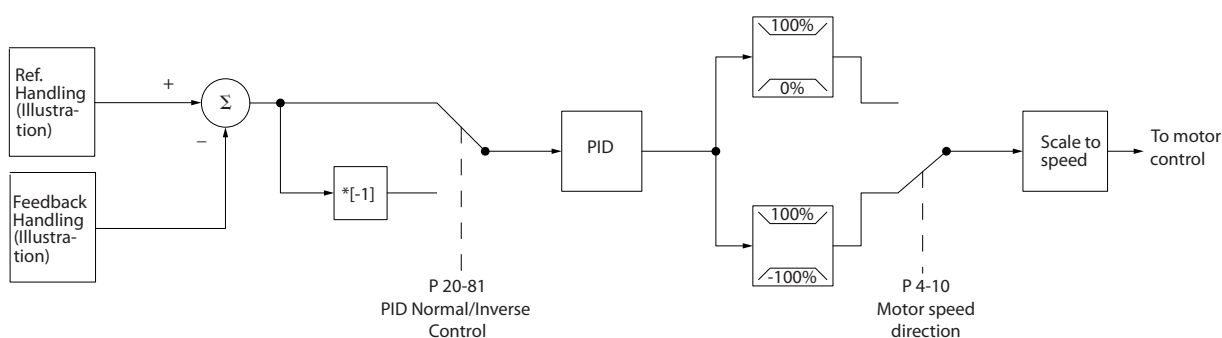 Ref.
Handling
(Illustra-
tion)
Feedback
Handling
(Illustra-
tion)
+
−
Σ
*[-1]
P 20-81
PID Normal/Inverse
Control
PID
100%
0%
100%
-100%
P 4-10
Motor speed
direction
Scale to
speed
To motor
control